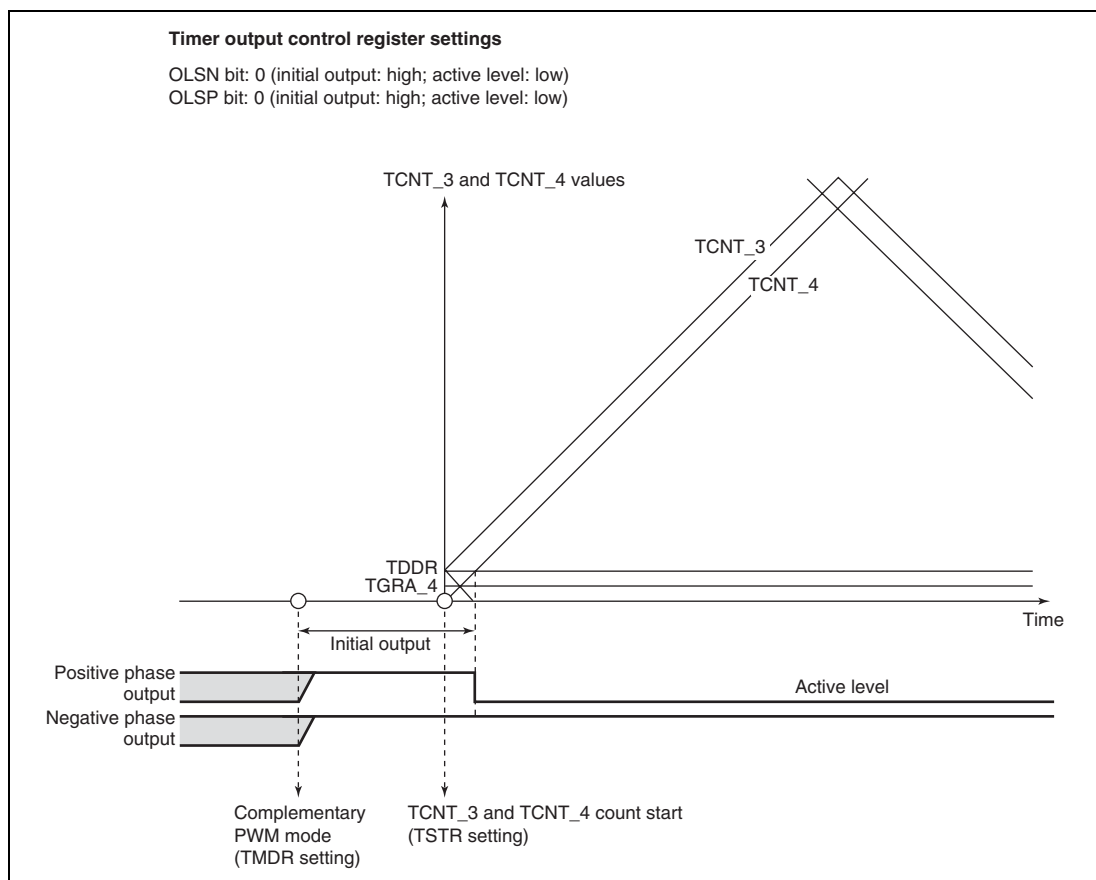 Timer output control register settings
OLSN bit: 0 (initial output: high; active level: low)
OLSP bit: 0 (initial output: high; active level: low)
TCNT_3 and TCNT_4 values
TCNT_3
TCNT_4
TDDR
TGRA_4
Time
Initial output
Positive phase
output
Active level
Negative phase
output
Complementary
PWM mode
(TMDR setting)
TCNT_3 and TCNT_4 count start
(TSTR setting)